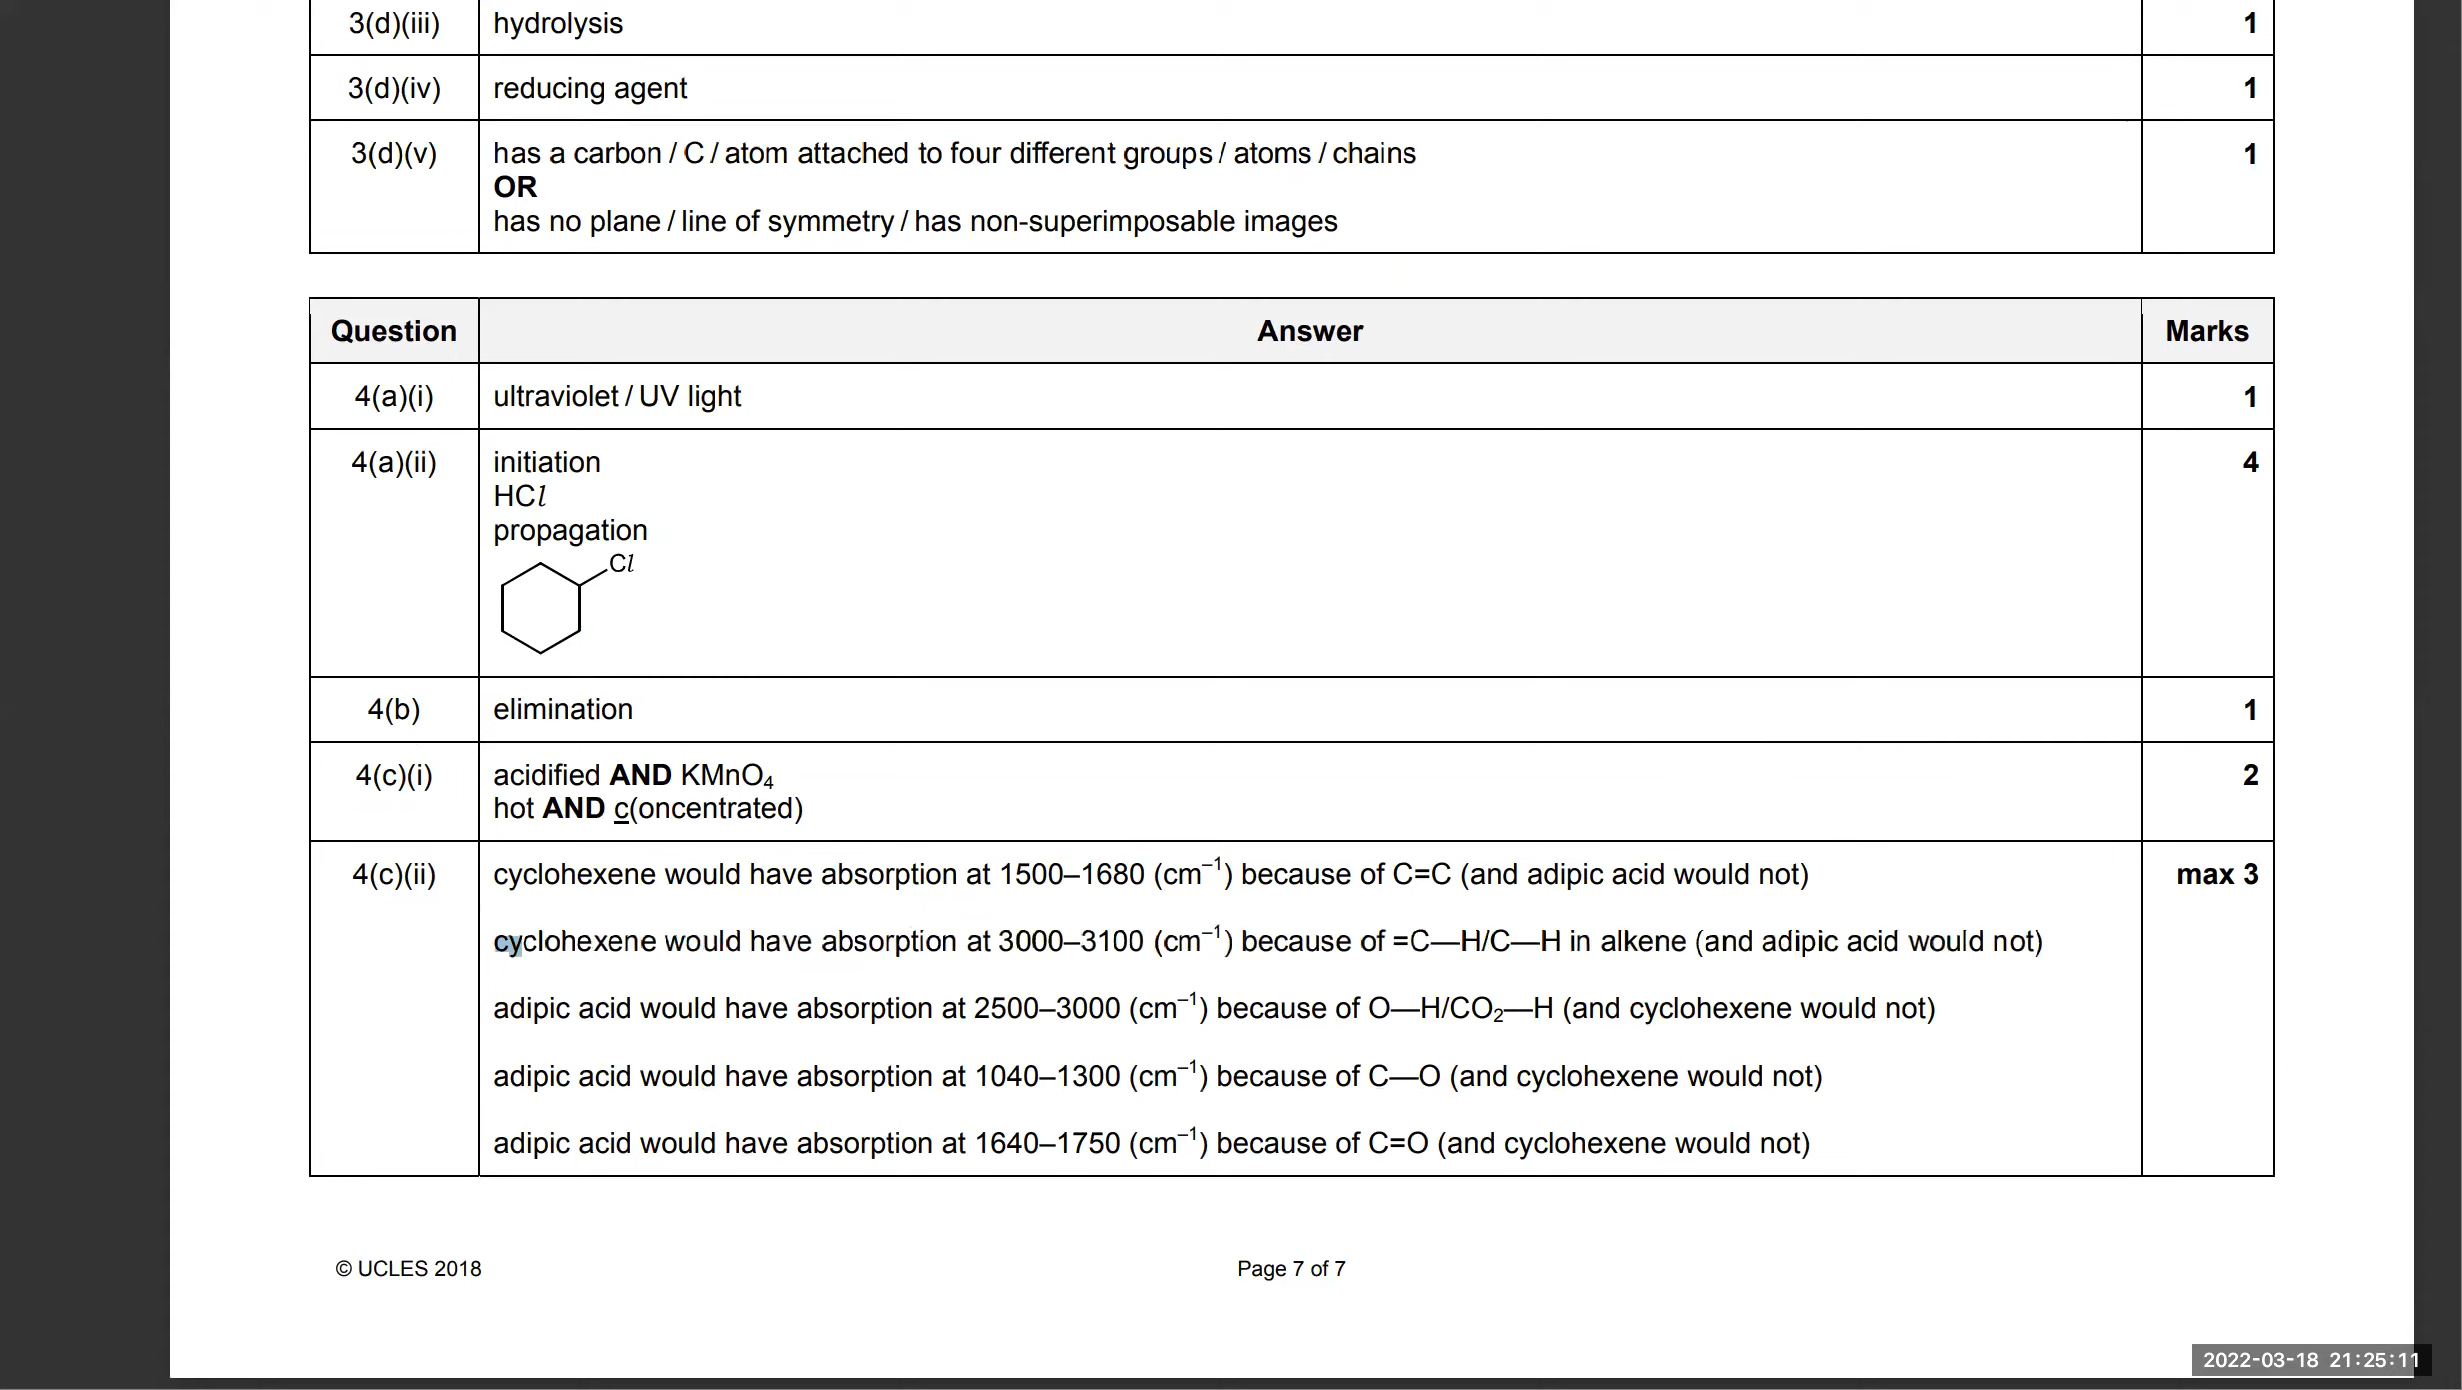 3(d)(iii) hydrolysis 1
3(d)(iv) reducing agent 1
3(d)(v) has a carbon / C / atom attached to four different groups / atoms / chains 1
OR
has no plane / line of symmetry / has non-superimposable images
Question Answer Marks
4(a)(i) ultraviolet / UV light 1
4(a)(ii) initiation 4
HCl
propagation
Cl
4(b) elimination 1
4(c)(i) acidified AND KMnO₄ 2
hot AND c(oncentrated)
4(c)(ii) cyclohexene would have absorption at 1500–1680 (cm⁻¹) because of C=C (and adipic acid would not) max 3
cyclohexene would have absorption at 3000–3100 (cm⁻¹) because of =C—H/C—H in alkene (and adipic acid would not)
adipic acid would have absorption at 2500–3000 (cm⁻¹) because of O—H/CO₂—H (and cyclohexene would not)
adipic acid would have absorption at 1040–1300 (cm⁻¹) because of C—O (and cyclohexene would not)
adipic acid would have absorption at 1640–1750 (cm⁻¹) because of C=O (and cyclohexene would not)
© UCLES 2018 Page 7 of 7
2022-03-18 21:25:11